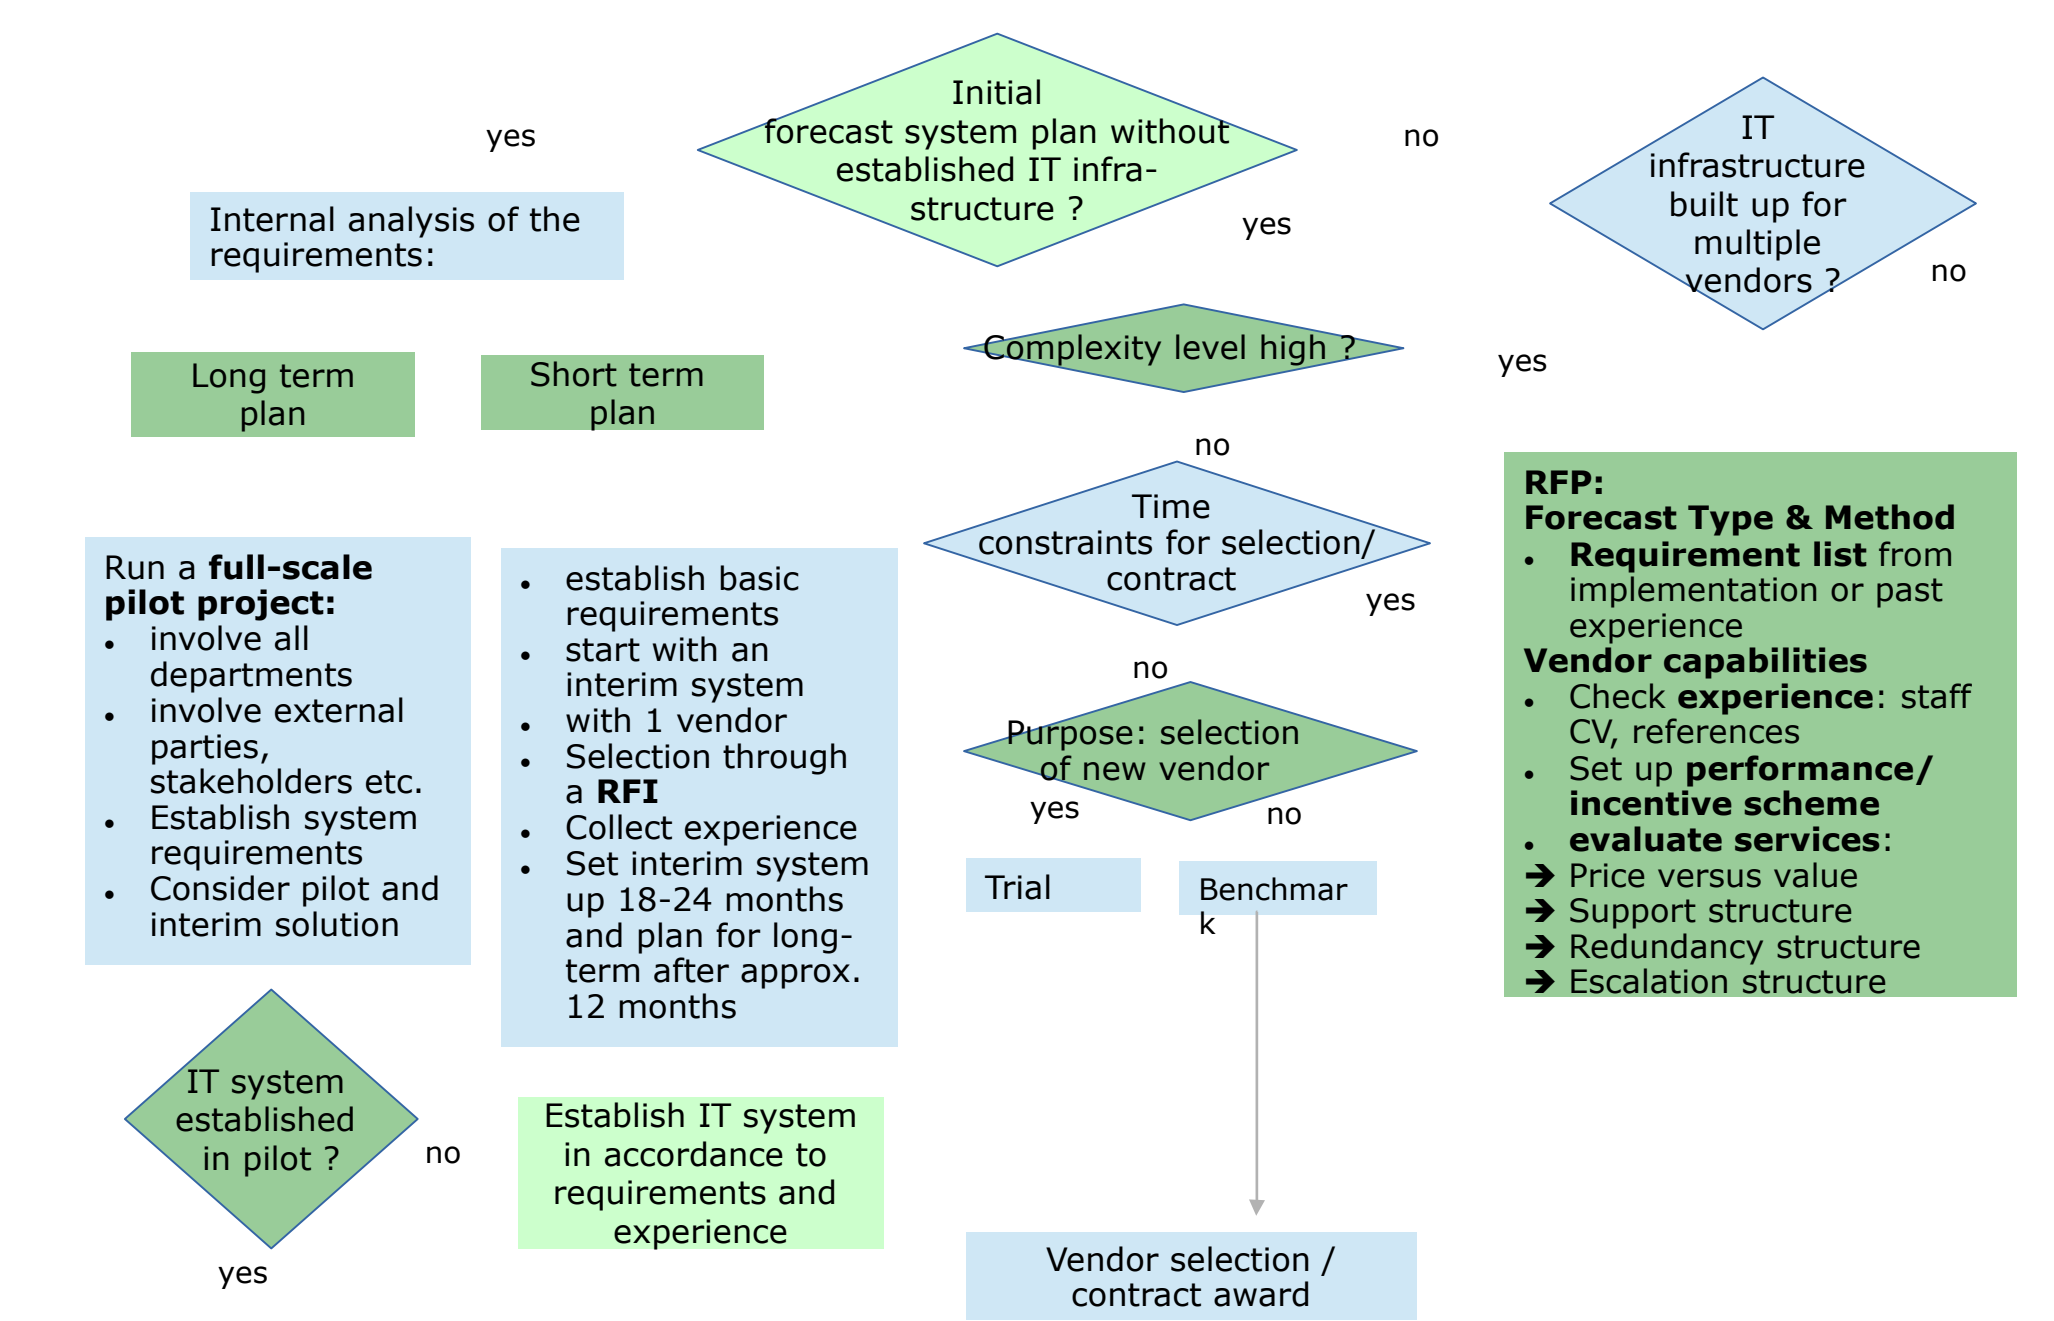 Initial
forecast system plan without
established IT infra-
structure ?
yes
no
yes
IT
infrastructure
built up for
multiple
vendors ?
no
yes
Internal analysis of the
requirements:
Long term
plan
Short term
plan
Complexity level high ?
no
Time
constraints for selection/
contract
yes
no
Purpose: selection
of new vendor
yes
no
Trial
Benchmar
k
Vendor selection /
contract award
Run a full-scale
pilot project:
• involve all
departments
• involve external
parties,
stakeholders etc.
• Establish system
requirements
• Consider pilot and
interim solution
IT system
established
in pilot ?
no
yes
• establish basic
requirements
• start with an
interim system
• with 1 vendor
• Selection through
a RFI
• Collect experience
• Set interim system
up 18-24 months
and plan for long-
term after approx.
12 months
Establish IT system
in accordance to
requirements and
experience
RFP:
Forecast Type & Method
• Requirement list from
implementation or past
experience
Vendor capabilities
• Check experience: staff
CV, references
• Set up performance/
incentive scheme
• evaluate services:
➔ Price versus value
➔ Support structure
➔ Redundancy structure
➔ Escalation structure